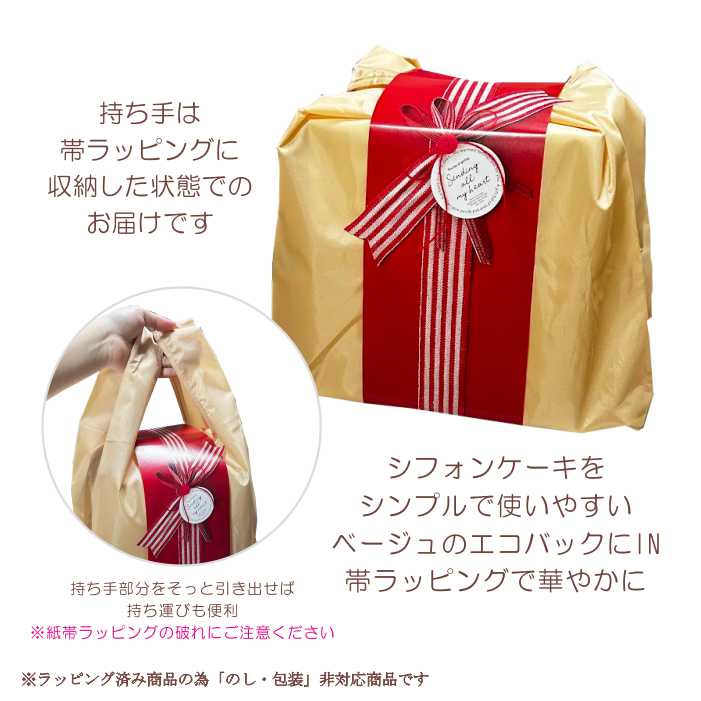 持ち手は
帯ラッピングに
収納した状態での
お届けです
Sending
all
my heart
シフォンケーキを
シンプルで使いやすい
ベージュのエコバックにIN
帯ラッピングで華やかに
持ち手部分をそっと引き出せば
持ち運びも便利
※紙帯ラッピングの破れにご注意ください
※ラッピング済み商品の為「のし・包装」非対応商品です